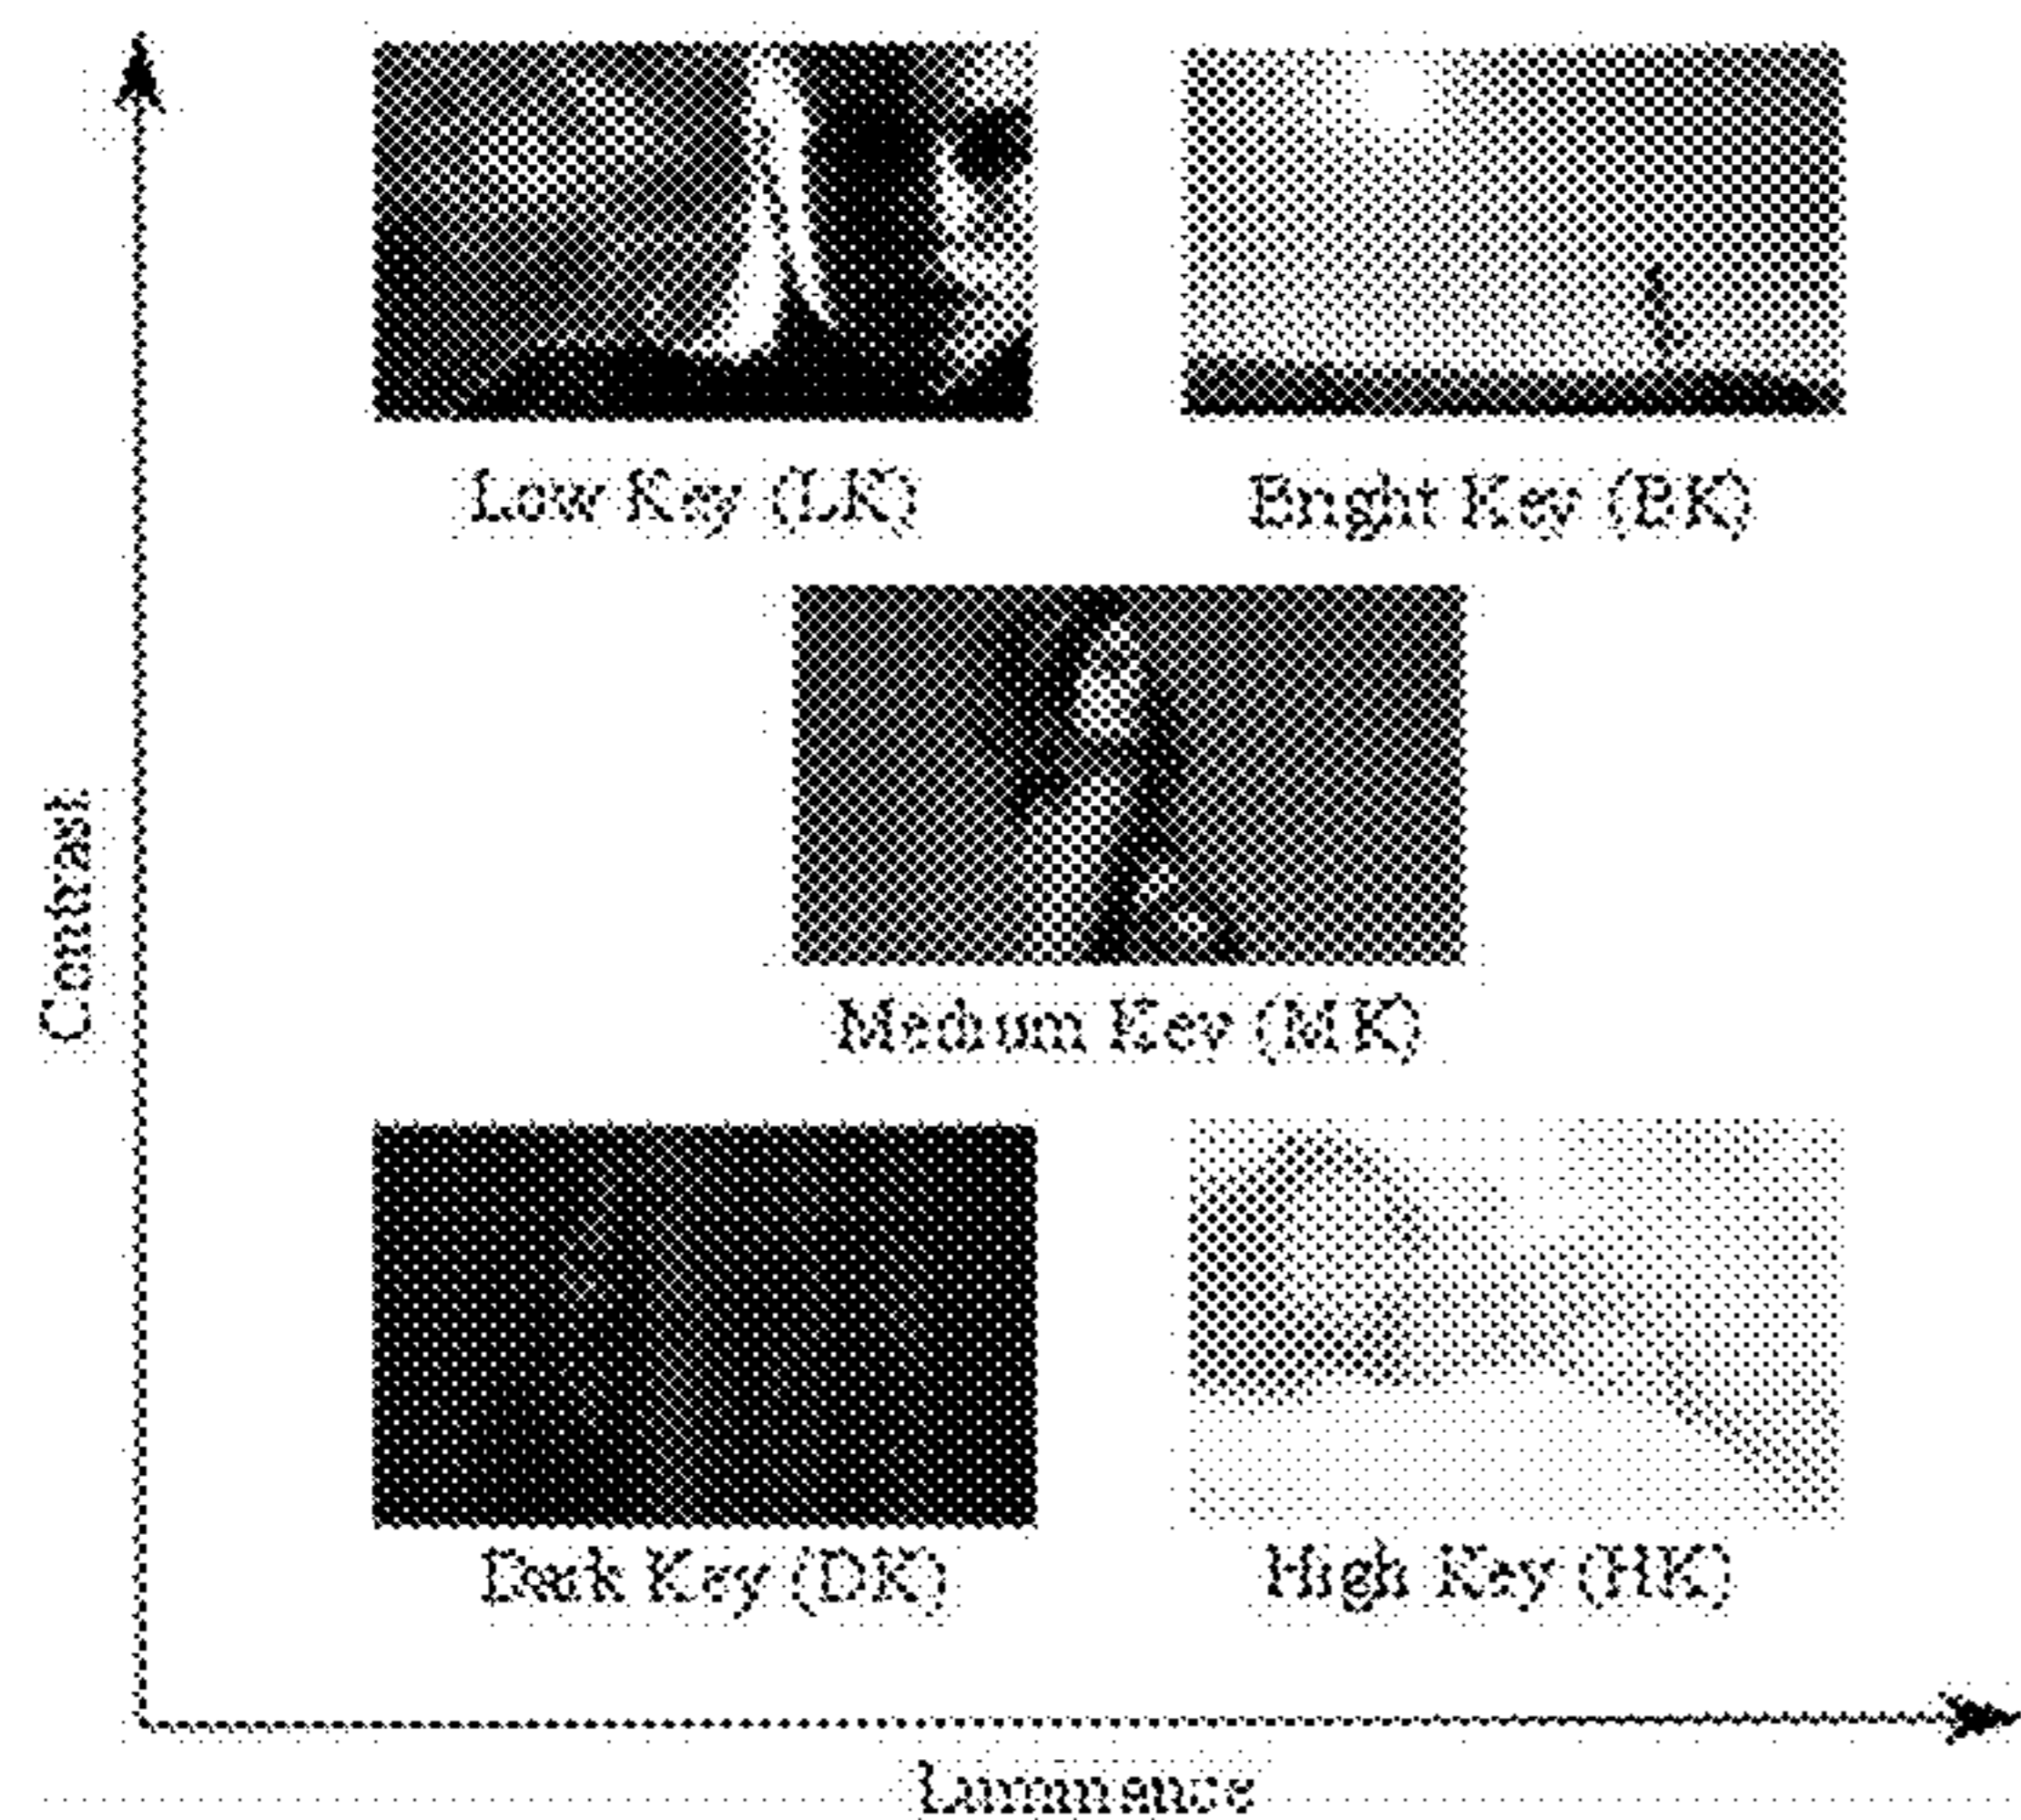 Low Key (LK)
Bright Key (BK)
Contrast
Medium Key (MK)
Dark Key (DK)
High Key (HK)
Luminance